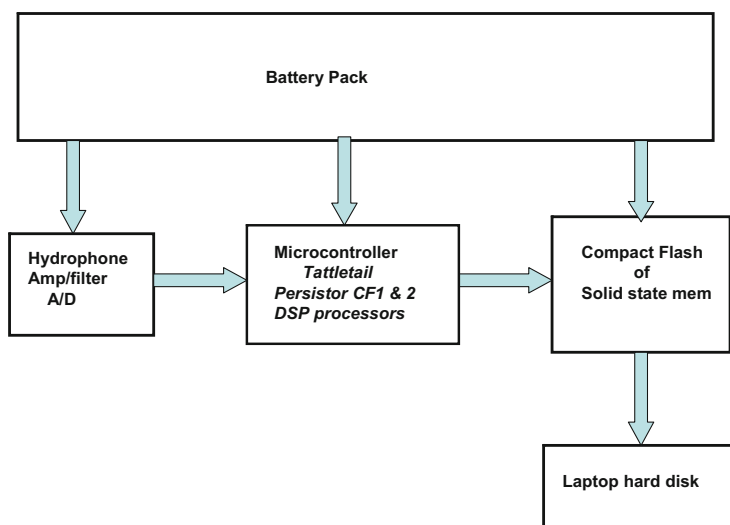 Battery Pack
Hydrophone
Amp/filter
A/D
Microcontroller
Tattletail
Persistor CF1 & 2
DSP processors
Compact Flash
of
Solid state mem
Laptop hard disk